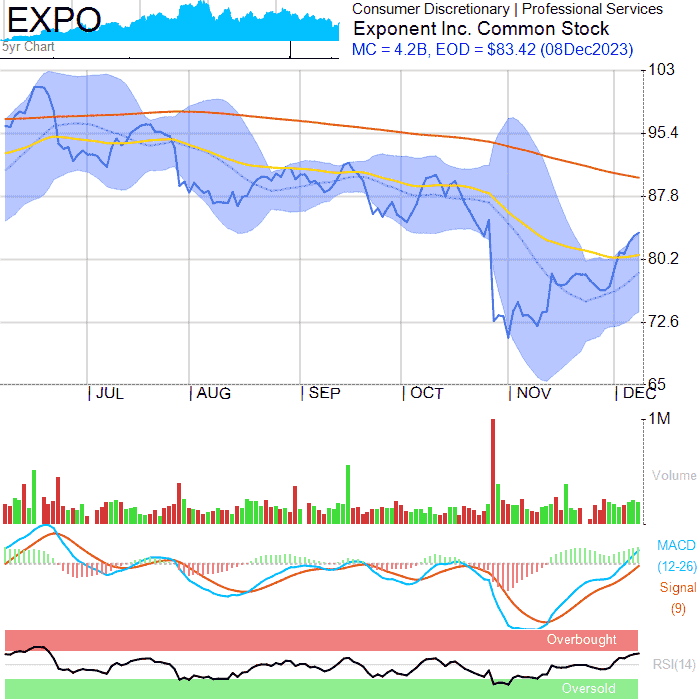 EXPO
5yr Chart
Consumer Discretionary | Professional Services
Exponent Inc. Common Stock
MC = 4.2B, EOD = $83.42 (08Dec2023)
103
95.4
87.8
80.2
72.6
65
JUL AUG SEP OCT NOV DEC
1M
Volume
MACD
(12-26)
Signal
(9)
Overbought
RSI(14)
Oversold